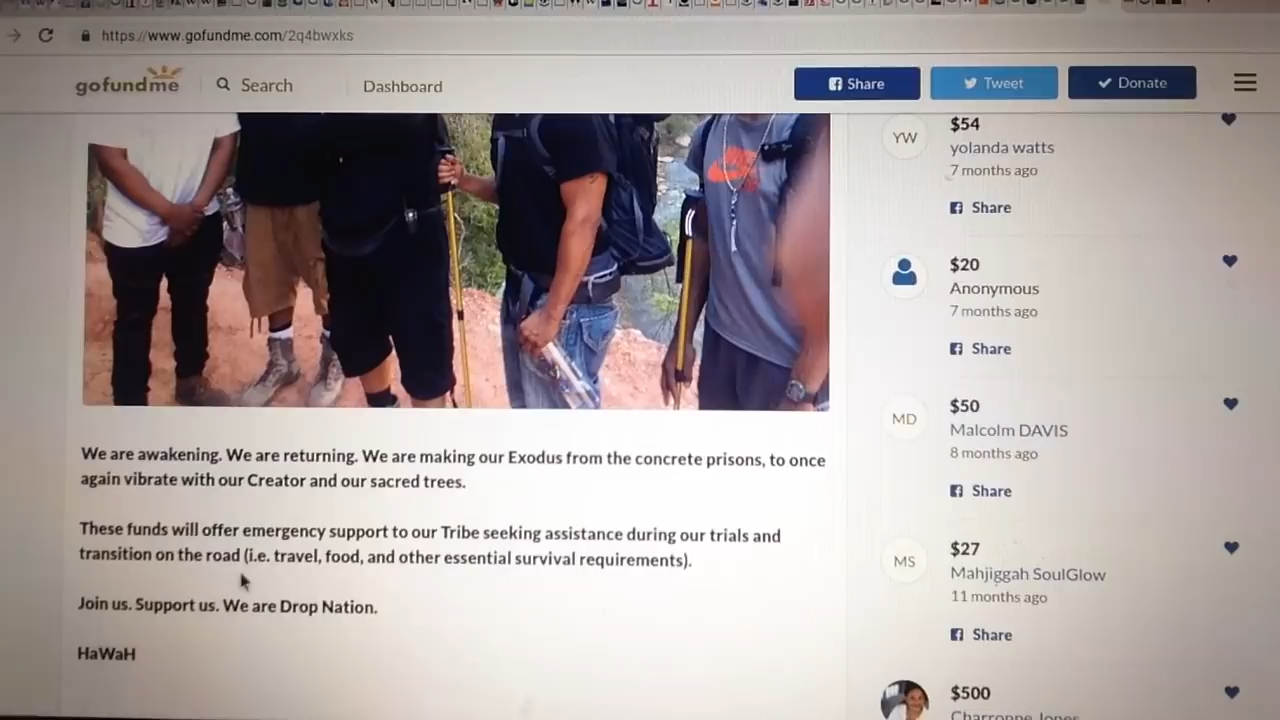 https://www.gofundme.com/2q4bwxks
gofundme
Search
Dashboard
Share
Tweet
Donate
YW
$54
yolanda watts
7 months ago
Share
$20
Anonymous
7 months ago
Share
MD
$50
Malcolm DAVIS
8 months ago
Share
MS
$27
Mahjiggah SoulGlow
11 months ago
Share
$500
Charronne Jones
We are awakening. We are returning. We are making our Exodus from the concrete prisons, to once
again vibrate with our Creator and our sacred trees.
These funds will offer emergency support to our Tribe seeking assistance during our trials and
transition on the road (i.e. travel, food, and other essential survival requirements).
Join us. Support us. We are Drop Nation.
HaWaH